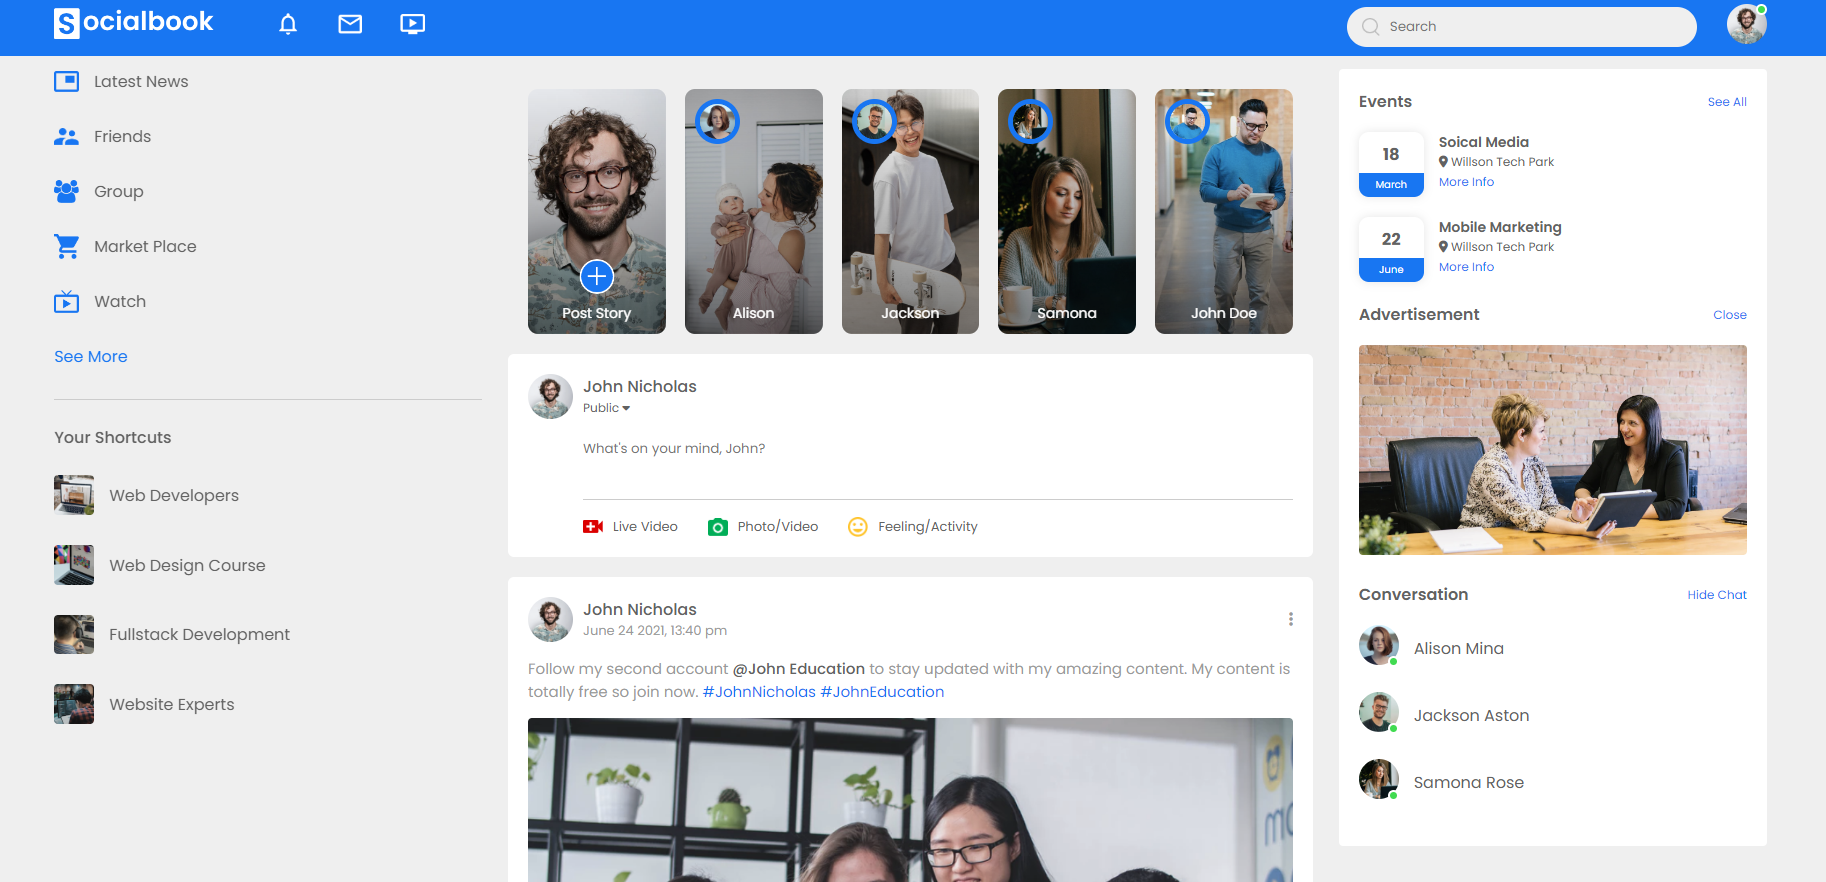 Socialbook
Search
Latest News
Friends
Group
Market Place
Watch
See More
Your Shortcuts
Web Developers
Web Design Course
Fullstack Development
Website Experts
Post Story
Alison
Jackson
Samona
John Doe
John Nicholas
Public
What's on your mind, John?
Live Video
Photo/Video
Feeling/Activity
John Nicholas
June 24 2021, 13:40 pm
Follow my second account @John Education to stay updated with my amazing content. My content is
totally free so join now. #JohnNicholas #JohnEducation
Events
See All
18
March
Soical Media
Willson Tech Park
More Info
22
June
Mobile Marketing
Willson Tech Park
More Info
Advertisement
Close
Conversation
Hide Chat
Alison Mina
Jackson Aston
Samona Rose